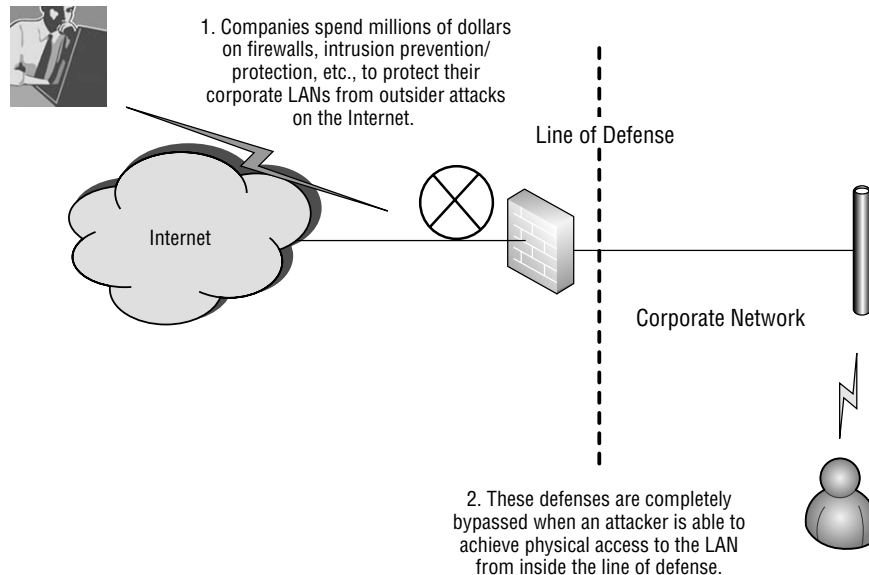 1. Companies spend millions of dollars
on firewalls, intrusion prevention/
protection, etc., to protect their
corporate LANs from outsider attacks
on the Internet.
Line of Defense
Internet
Corporate Network
2. These defenses are completely
bypassed when an attacker is able to
achieve physical access to the LAN
from inside the line of defense.